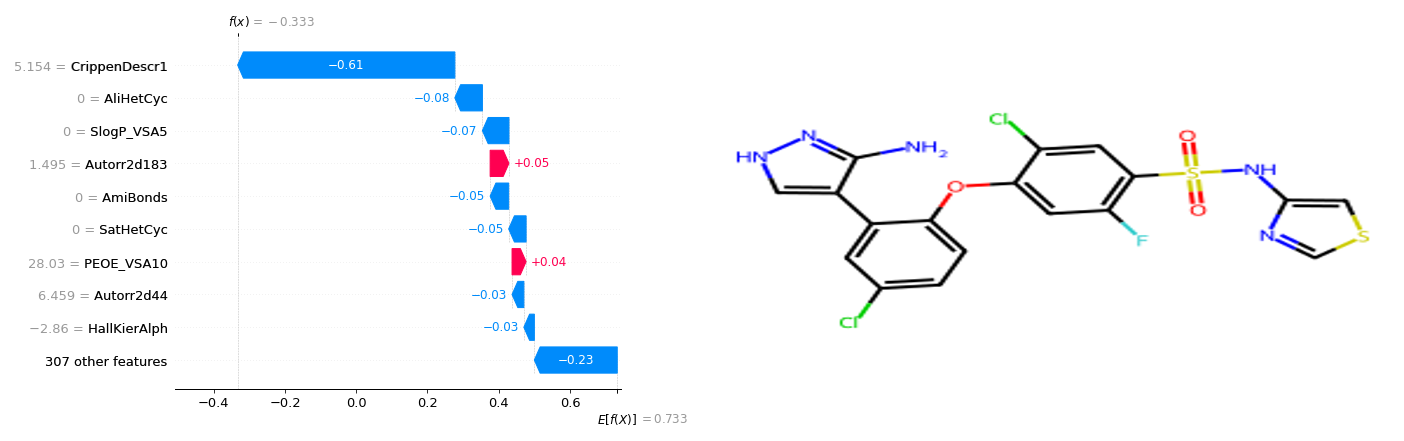 f(x) = −0.333
5.154 = CrippenDescr1
−0.61
0 = AliHetCyc
−0.08
0 = SlogP_VSA5
−0.07
1.495 = Autorr2d183
+0.05
0 = AmiBonds
−0.05
0 = SatHetCyc
−0.05
28.03 = PEOE_VSA10
+0.04
6.459 = Autorr2d44
−0.03
−2.86 = HallKierAlph
−0.03
307 other features
−0.23
−0.4 −0.2 0.0 0.2 0.4 0.6
E[f(X)] = 0.733
Cl
N
HN
NH2
O
O
S
O
NH
F
N
S
Cl